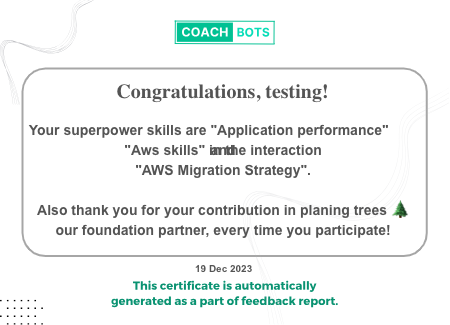 COACH BOTS
Congratulations, testing!
Your superpower skills are "Application performance"
"Aws skills" in the interaction
"AWS Migration Strategy".
Also thank you for your contribution in planing trees
our foundation partner, every time you participate!
19 Dec 2023
This certificate is automatically
generated as a part of feedback report.